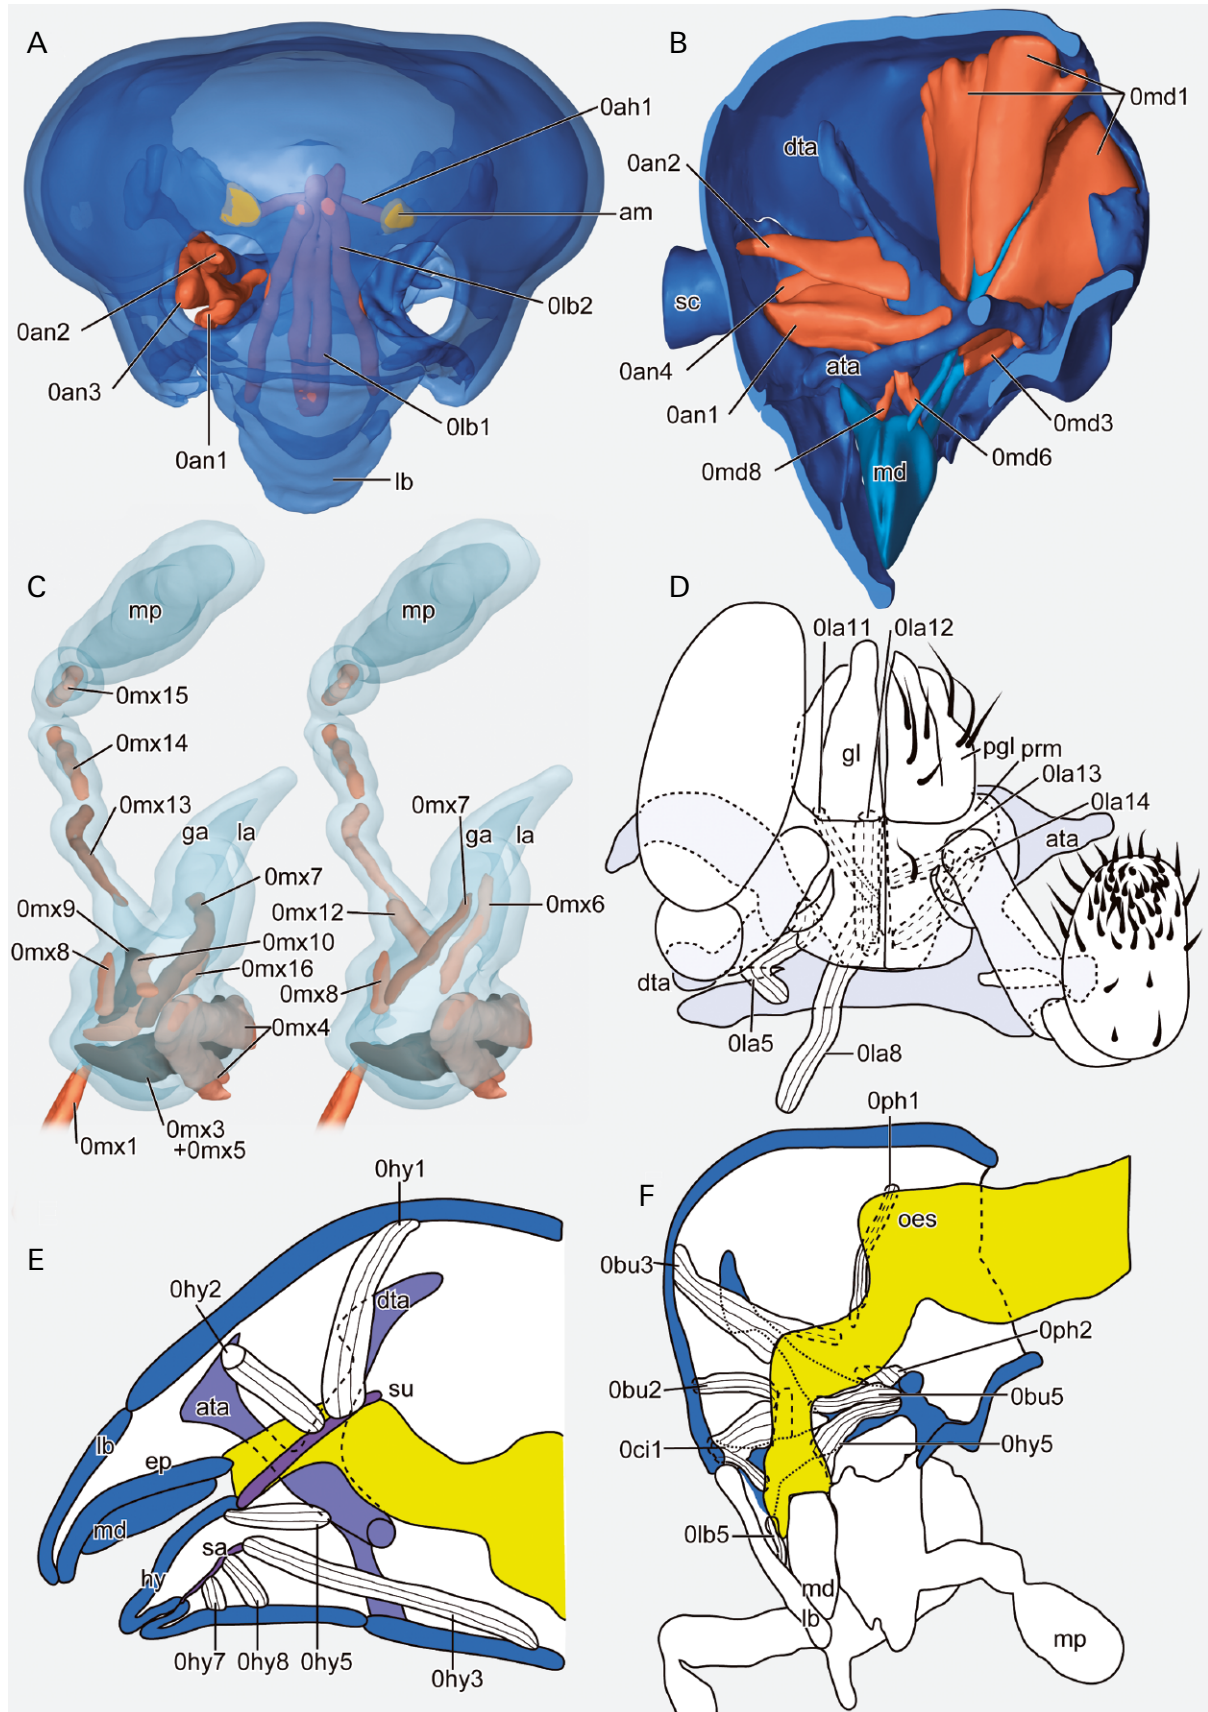 A
0ah1
am
0lb2
0an2
0an3
0an1
0lb1
lb
B
0md1
dta
0an2
sc
0an4
ata
0an1
0md3
0md8
md
0md6
C
mp
mp
0mx15
0mx14
0mx13
ga
la
0mx7
ga
la
0mx7
0mx9
0mx12
0mx6
0mx8
0mx10
0mx16
0mx8
0mx4
0mx1
0mx3
+0mx5
D
0la11
0la12
gl
pgl
prm
0la13
0la14
ata
dta
0la5
0la8
E
0hy1
0hy2
dta
ata
su
lb
ep
md
sa
hy
0hy7
0hy8
0hy5
0hy3
F
0ph1
oes
0bu3
0ph2
0bu2
0bu5
0ci1
0hy5
0lb5
md
lb
mp